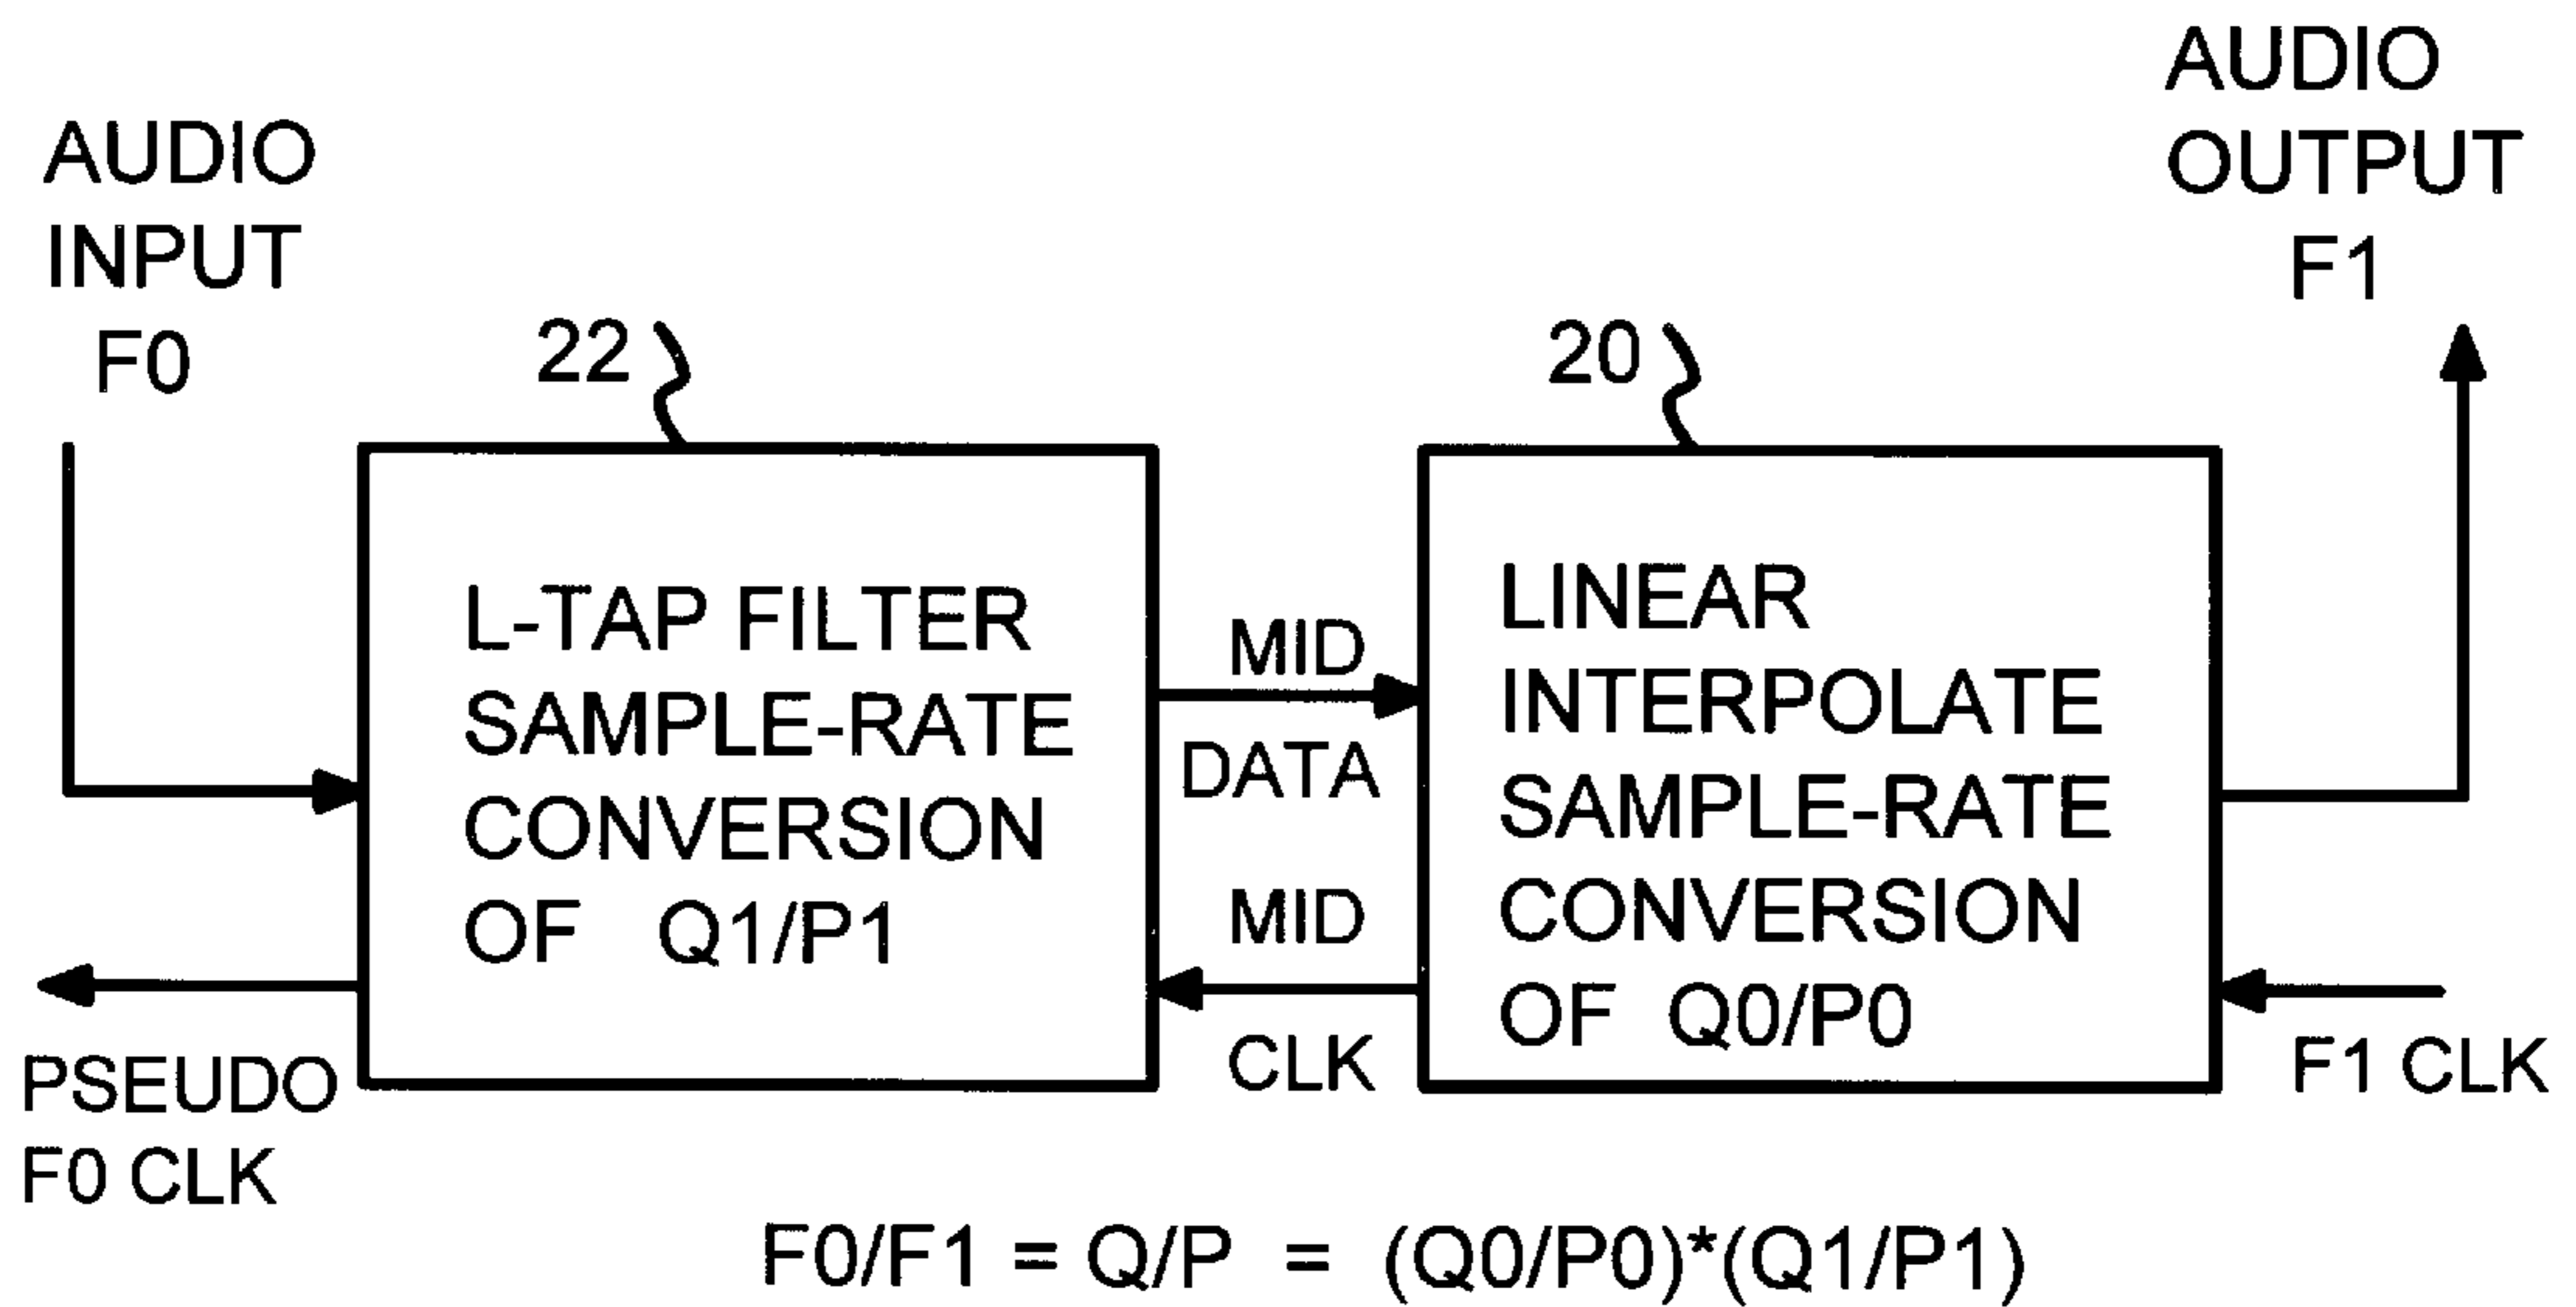 AUDIO
INPUT
F0
22
L-TAP FILTER
SAMPLE-RATE
CONVERSION
OF Q1/P1
MID
DATA
MID
CLK
20
LINEAR
INTERPOLATE
SAMPLE-RATE
CONVERSION
OF Q0/P0
AUDIO
OUTPUT
F1
F1 CLK
PSEUDO
F0 CLK
F0/F1 = Q/P = (Q0/P0)*(Q1/P1)